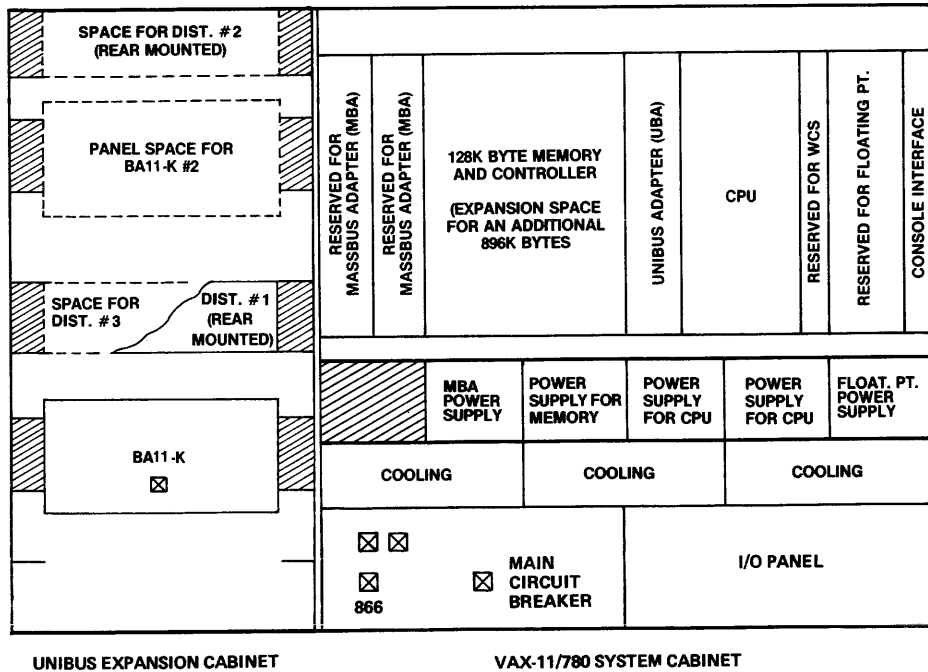 SPACE FOR DIST. #2
(REAR MOUNTED)
PANEL SPACE FOR
BA11-K #2
SPACE FOR
DIST. #3
DIST. #1
(REAR
MOUNTED)
BA11-K
UNIBUS EXPANSION CABINET
RESERVED FOR
MASSBUS ADAPTER (MBA)
RESERVED FOR
MASSBUS ADAPTER (MBA)
128K BYTE MEMORY
AND CONTROLLER
(EXPANSION SPACE
FOR AN ADDITIONAL
896K BYTES
UNIBUS ADAPTER (UBA)
CPU
RESERVED FOR WCS
RESERVED FOR FLOATING PT.
CONSOLE INTERFACE
MBA
POWER
SUPPLY
POWER
SUPPLY FOR
MEMORY
POWER
SUPPLY
FOR CPU
POWER
SUPPLY
FOR CPU
FLOAT. PT.
POWER
SUPPLY
COOLING
COOLING
COOLING
866
MAIN
CIRCUIT
BREAKER
I/O PANEL
VAX-11/780 SYSTEM CABINET